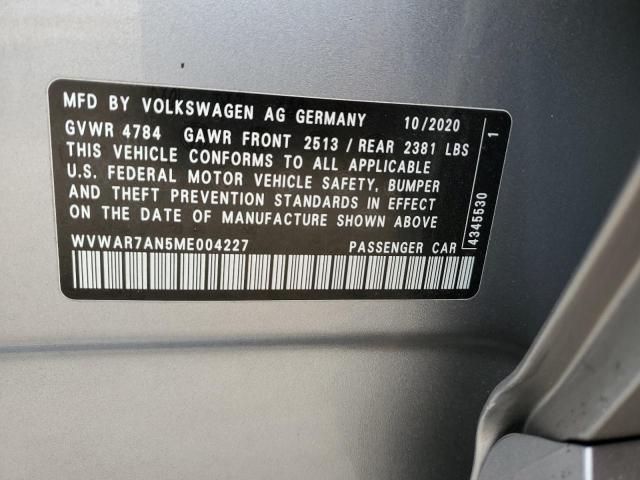 MFD BY VOLKSWAGEN AG GERMANY 10/2020
GVWR 4784 GAWR FRONT 2513 / REAR 2381 LBS
THIS VEHICLE CONFORMS TO ALL APPLICABLE
U.S. FEDERAL MOTOR VEHICLE SAFETY, BUMPER
AND THEFT PREVENTION STANDARDS IN EFFECT
ON THE DATE OF MANUFACTURE SHOWN ABOVE
WVWAR7AN5ME004227 PASSENGER CAR
4345530 1